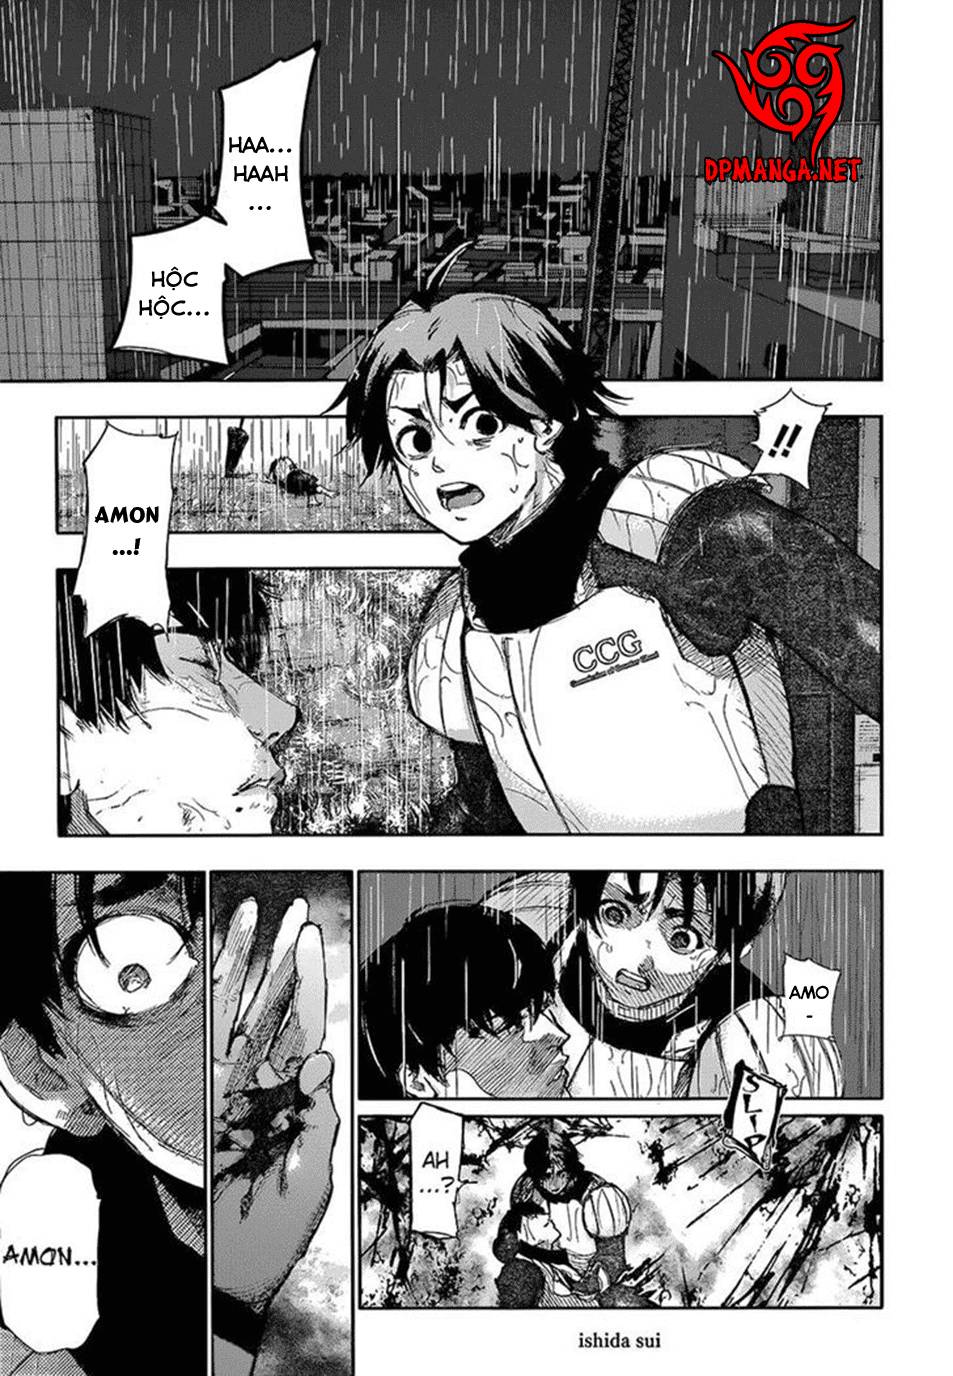 DPMANGA.NET
HAA...
HAAH
...
HỘC
HỘC...
!!
AMON
...!
CCG
AMO
-
SLIP
AH
...?
AMON...
ishida sui